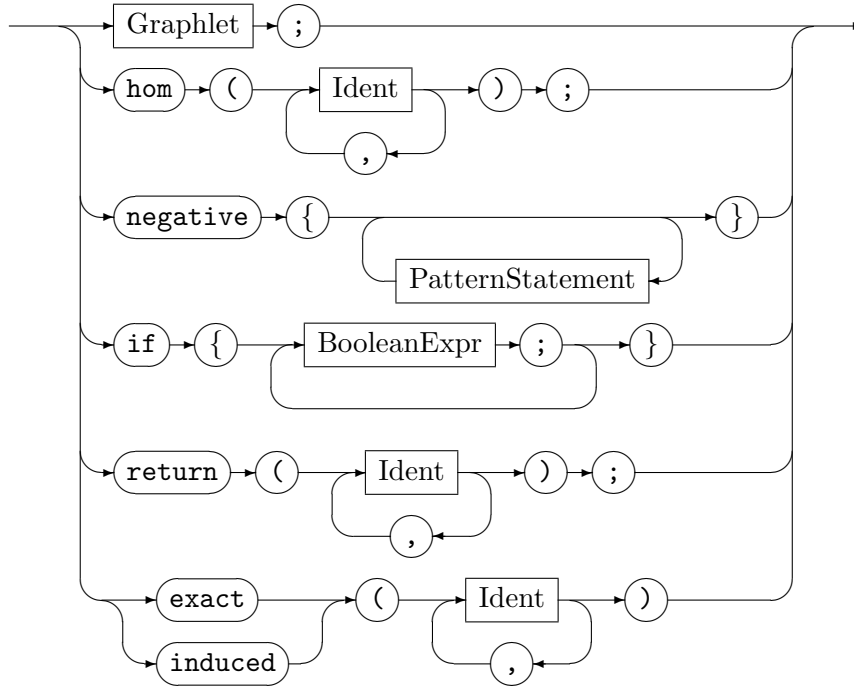 Graphlet ;
hom ( Ident ) ;
,
negative { }
PatternStatement
if { BooleanExpr ; }
return ( Ident ) ;
,
exact ( Ident )
induced ,